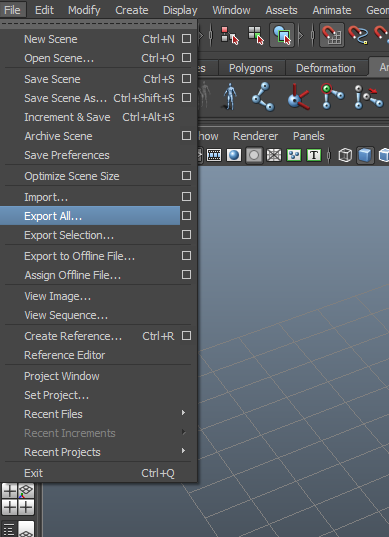 File Edit Modify Create Display Window Assets Animate
New Scene Ctrl+N
Open Scene... Ctrl+O
Polygons Deformation
Save Scene Ctrl+S
Save Scene As... Ctrl+Shift+S
Increment & Save Ctrl+Alt+S
Archive Scene
Renderer Panels
Save Preferences
Optimize Scene Size
Import...
Export All...
Export Selection...
Export to Offline File...
Assign Offline File...
View Image...
View Sequence...
Create Reference... Ctrl+R
Reference Editor
Project Window
Set Project...
Recent Files
Recent Increments
Recent Projects
Exit Ctrl+Q